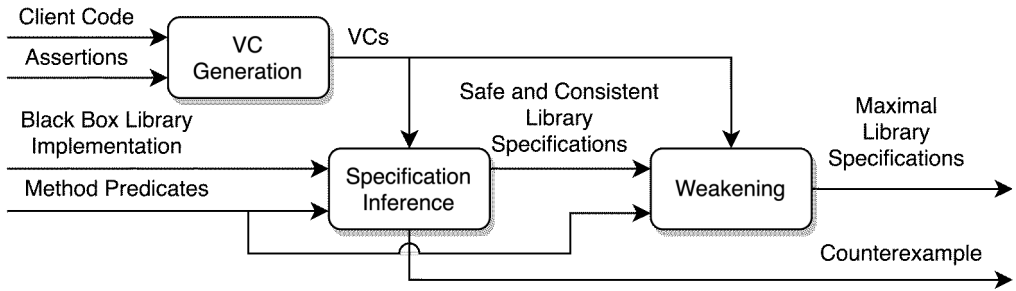 Client Code
Assertions
VC
Generation
VCs
Black Box Library
Implementation
Method Predicates
Specification
Inference
Safe and Consistent
Library
Specifications
Weakening
Maximal
Library
Specifications
Counterexample